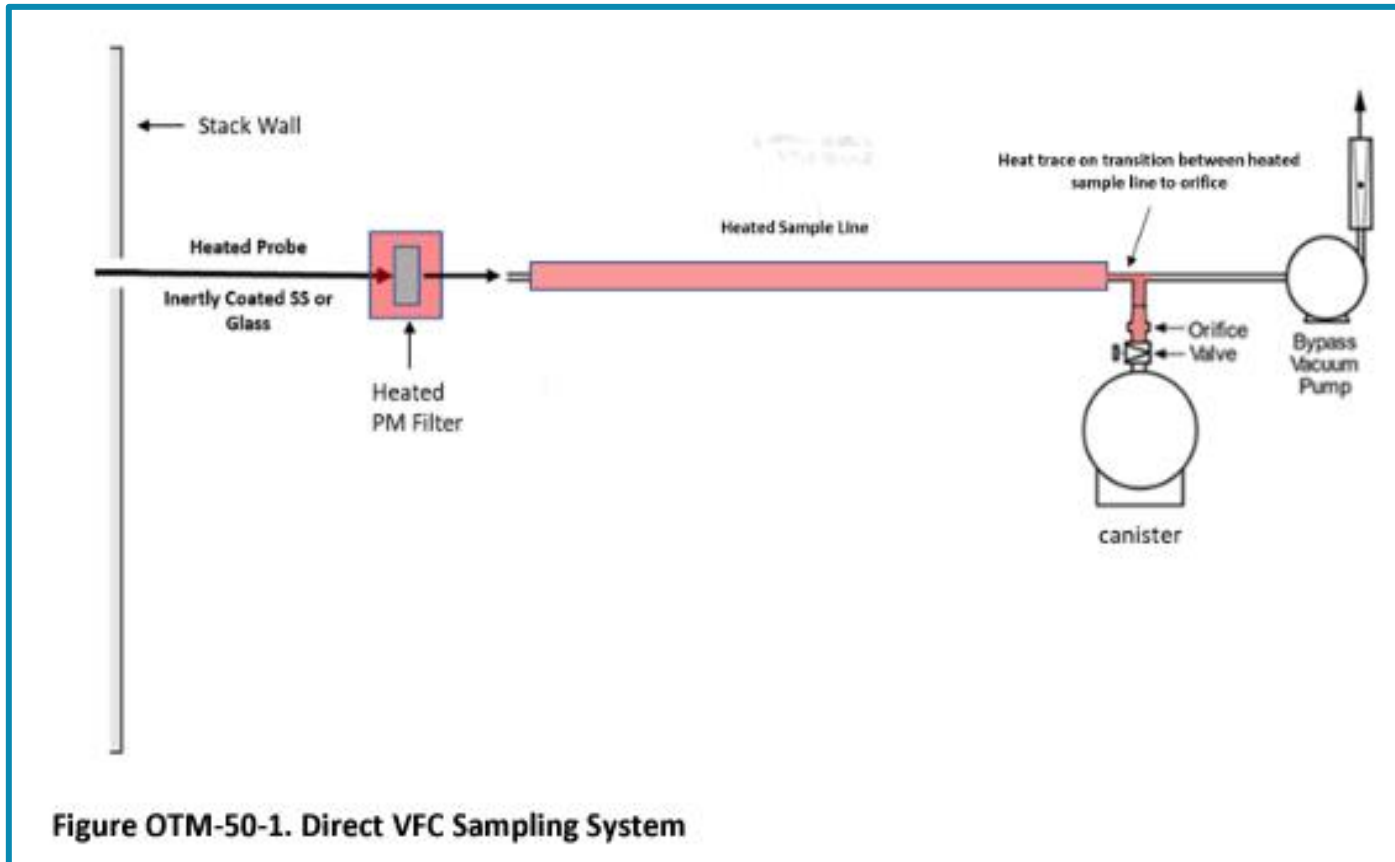 Stack Wall
Heated Probe
Inertly Coated SS or
Glass
Heated
PM Filter
Heated Sample Line
Heat trace on transition between heated
sample line to orifice
Orifice
Valve
Bypass
Vacuum
Pump
canister
Figure OTM-50-1. Direct VFC Sampling System